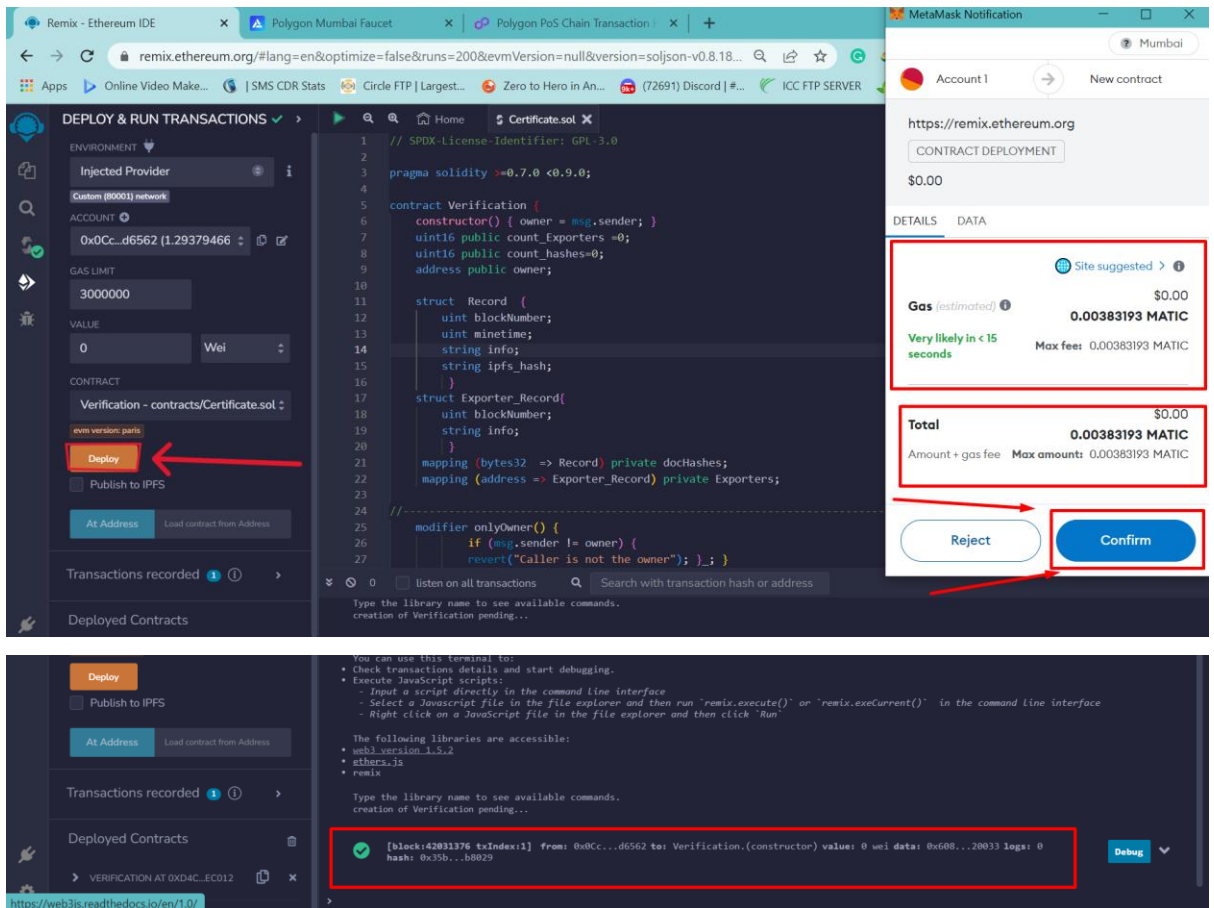 Remix - Ethereum IDE
Polygon Mumbai Faucet
Polygon PoS Chain Transaction
remix.ethereum.org/#lang=en&optimize=false&runs=200&evmVersion=null&version=soljson-v0.8.18...
Apps
Online Video Make...
| SMS CDR Stats
Circle FTP | Largest...
Zero to Hero in An...
(72691) Discord | #...
ICC FTP SERVER
DEPLOY & RUN TRANSACTIONS
ENVIRONMENT
Injected Provider
Custom (80001) network
ACCOUNT
0x0Cc...d6562 (1.29379466
GAS LIMIT
3000000
VALUE
0
Wei
CONTRACT
Verification - contracts/Certificate.sol
evm version: paris
Deploy
Publish to IPFS
At Address
Load contract from Address
Transactions recorded 1
Deployed Contracts
Home
Certificate.sol
1 // SPDX-License-Identifier: GPL-3.0
2
3 pragma solidity >=0.7.0 <0.9.0;
4
5 contract Verification {
6 constructor() { owner = msg.sender; }
7 uint16 public count_Exporters =0;
8 uint16 public count_hashes=0;
9 address public owner;
10
11 struct Record {
12 uint blockNumber;
13 uint minetime;
14 string info;
15 string ipfs_hash;
16 }
17 struct Exporter_Record{
18 uint blockNumber;
19 string info;
20 }
21 mapping (bytes32 => Record) private docHashes;
22 mapping (address => Exporter_Record) private Exporters;
23
24 //--------------------------------------------------------------------
25 modifier onlyOwner() {
26 if (msg.sender != owner) {
27 revert("Caller is not the owner"); }_; }
0
listen on all transactions
Search with transaction hash or address
Type the library name to see available commands.
creation of Verification pending...
MetaMask Notification
Mumbai
Account 1
New contract
https://remix.ethereum.org
CONTRACT DEPLOYMENT
$0.00
DETAILS
DATA
Site suggested >
Gas (estimated)
$0.00
0.00383193 MATIC
Very likely in < 15 seconds
Max fee: 0.00383193 MATIC
Total
$0.00
0.00383193 MATIC
Amount + gas fee
Max amount: 0.00383193 MATIC
Reject
Confirm
Deploy
Publish to IPFS
At Address
Load contract from Address
Transactions recorded 1
Deployed Contracts
VERIFICATION AT 0XD4C...EC012
https://web3js.readthedocs.io/en/1.0/
You can use this terminal to:
• Check transactions details and start debugging.
• Execute JavaScript scripts:
- Input a script directly in the command line interface
- Select a Javascript file in the file explorer and then run `remix.execute()` or `remix.exeCurrent()` in the command line interface
- Right click on a JavaScript file in the file explorer and then click `Run`
The following libraries are accessible:
• web3 version 1.5.2
• ethers.js
• remix
Type the library name to see available commands.
creation of Verification pending...
[block:42031376 txIndex:1] from: 0x0Cc...d6562 to: Verification.(constructor) value: 0 wei data: 0x608...20033 logs: 0
hash: 0x35b...b8029
Debug
>